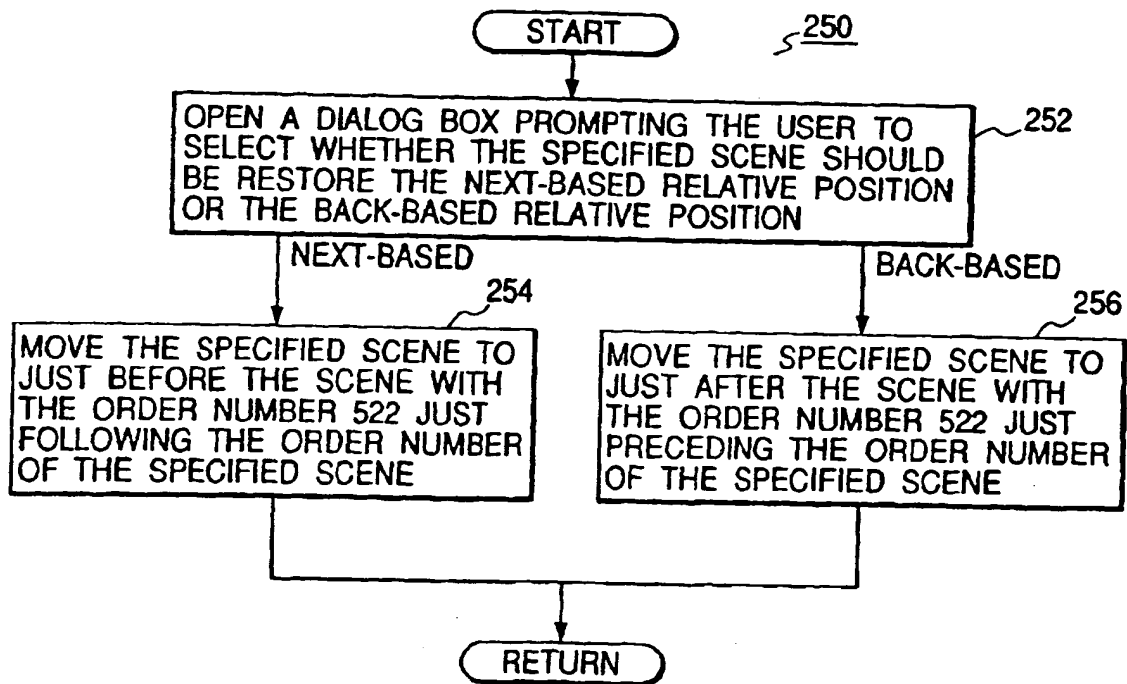 START
250
OPEN A DIALOG BOX PROMPTING THE USER TO
SELECT WHETHER THE SPECIFIED SCENE SHOULD
BE RESTORE THE NEXT-BASED RELATIVE POSITION
OR THE BACK-BASED RELATIVE POSITION
252
NEXT-BASED
BACK-BASED
254
MOVE THE SPECIFIED SCENE TO
JUST BEFORE THE SCENE WITH
THE ORDER NUMBER 522 JUST
FOLLOWING THE ORDER NUMBER
OF THE SPECIFIED SCENE
256
MOVE THE SPECIFIED SCENE TO
JUST AFTER THE SCENE WITH
THE ORDER NUMBER 522 JUST
PRECEDING THE ORDER NUMBER
OF THE SPECIFIED SCENE
RETURN